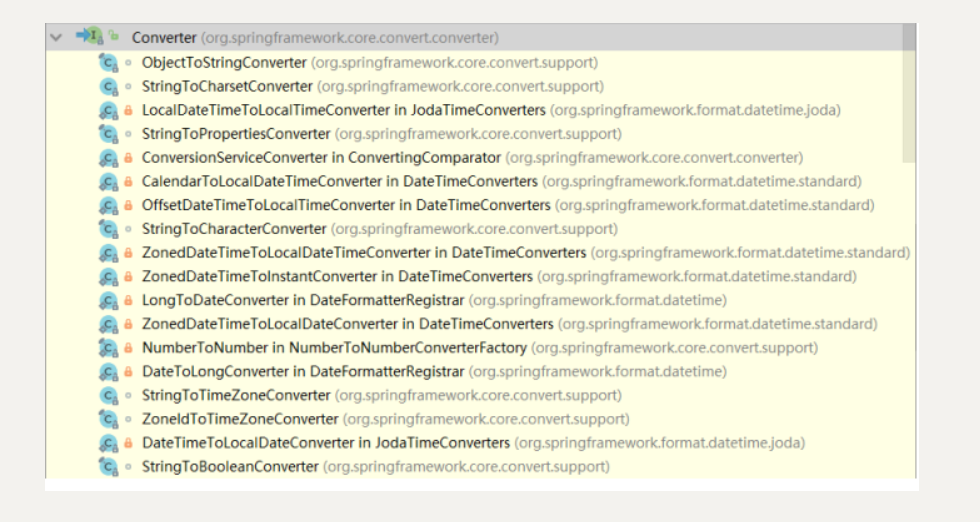 Converter (org.springframework.core.convert.converter)
ObjectToStringConverter (org.springframework.core.convert.support)
StringToCharsetConverter (org.springframework.core.convert.support)
LocalDateTimeToLocalTimeConverter in JodaTimeConverters (org.springframework.format.datetime.joda)
StringToPropertiesConverter (org.springframework.core.convert.support)
ConversionServiceConverter in ConvertingComparator (org.springframework.core.convert.converter)
CalendarToLocalDateTimeConverter in DateTimeConverters (org.springframework.format.datetime.standard)
OffsetDateTimeToLocalTimeConverter in DateTimeConverters (org.springframework.format.datetime.standard)
StringToCharacterConverter (org.springframework.core.convert.support)
ZonedDateTimeToLocalDateTimeConverter in DateTimeConverters (org.springframework.format.datetime.standard)
ZonedDateTimeToInstantConverter in DateTimeConverters (org.springframework.format.datetime.standard)
LongToDateConverter in DateFormatterRegistrar (org.springframework.format.datetime)
ZonedDateTimeToLocalDateConverter in DateTimeConverters (org.springframework.format.datetime.standard)
NumberToNumber in NumberToNumberConverterFactory (org.springframework.core.convert.support)
DateToLongConverter in DateFormatterRegistrar (org.springframework.format.datetime)
StringToTimeZoneConverter (org.springframework.core.convert.support)
ZoneIdToTimeZoneConverter (org.springframework.core.convert.support)
DateTimeToLocalDateConverter in JodaTimeConverters (org.springframework.format.datetime.joda)
StringToBooleanConverter (org.springframework.core.convert.support)